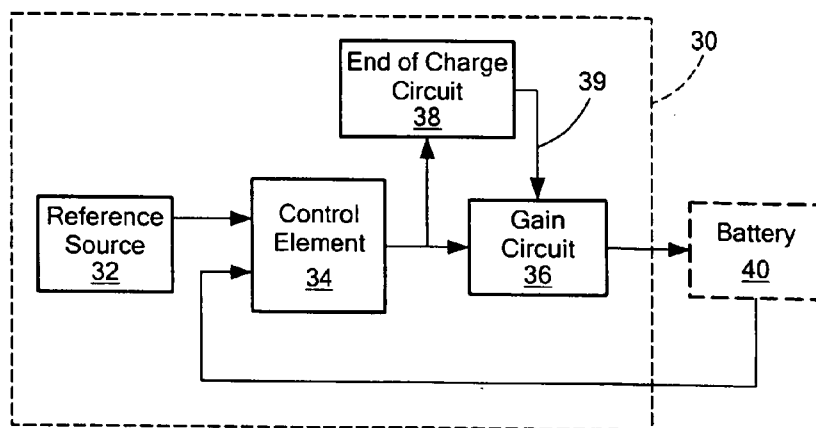 End of Charge
Circuit
38
39
30
Reference
Source
32
Control
Element
34
Gain
Circuit
36
Battery
40